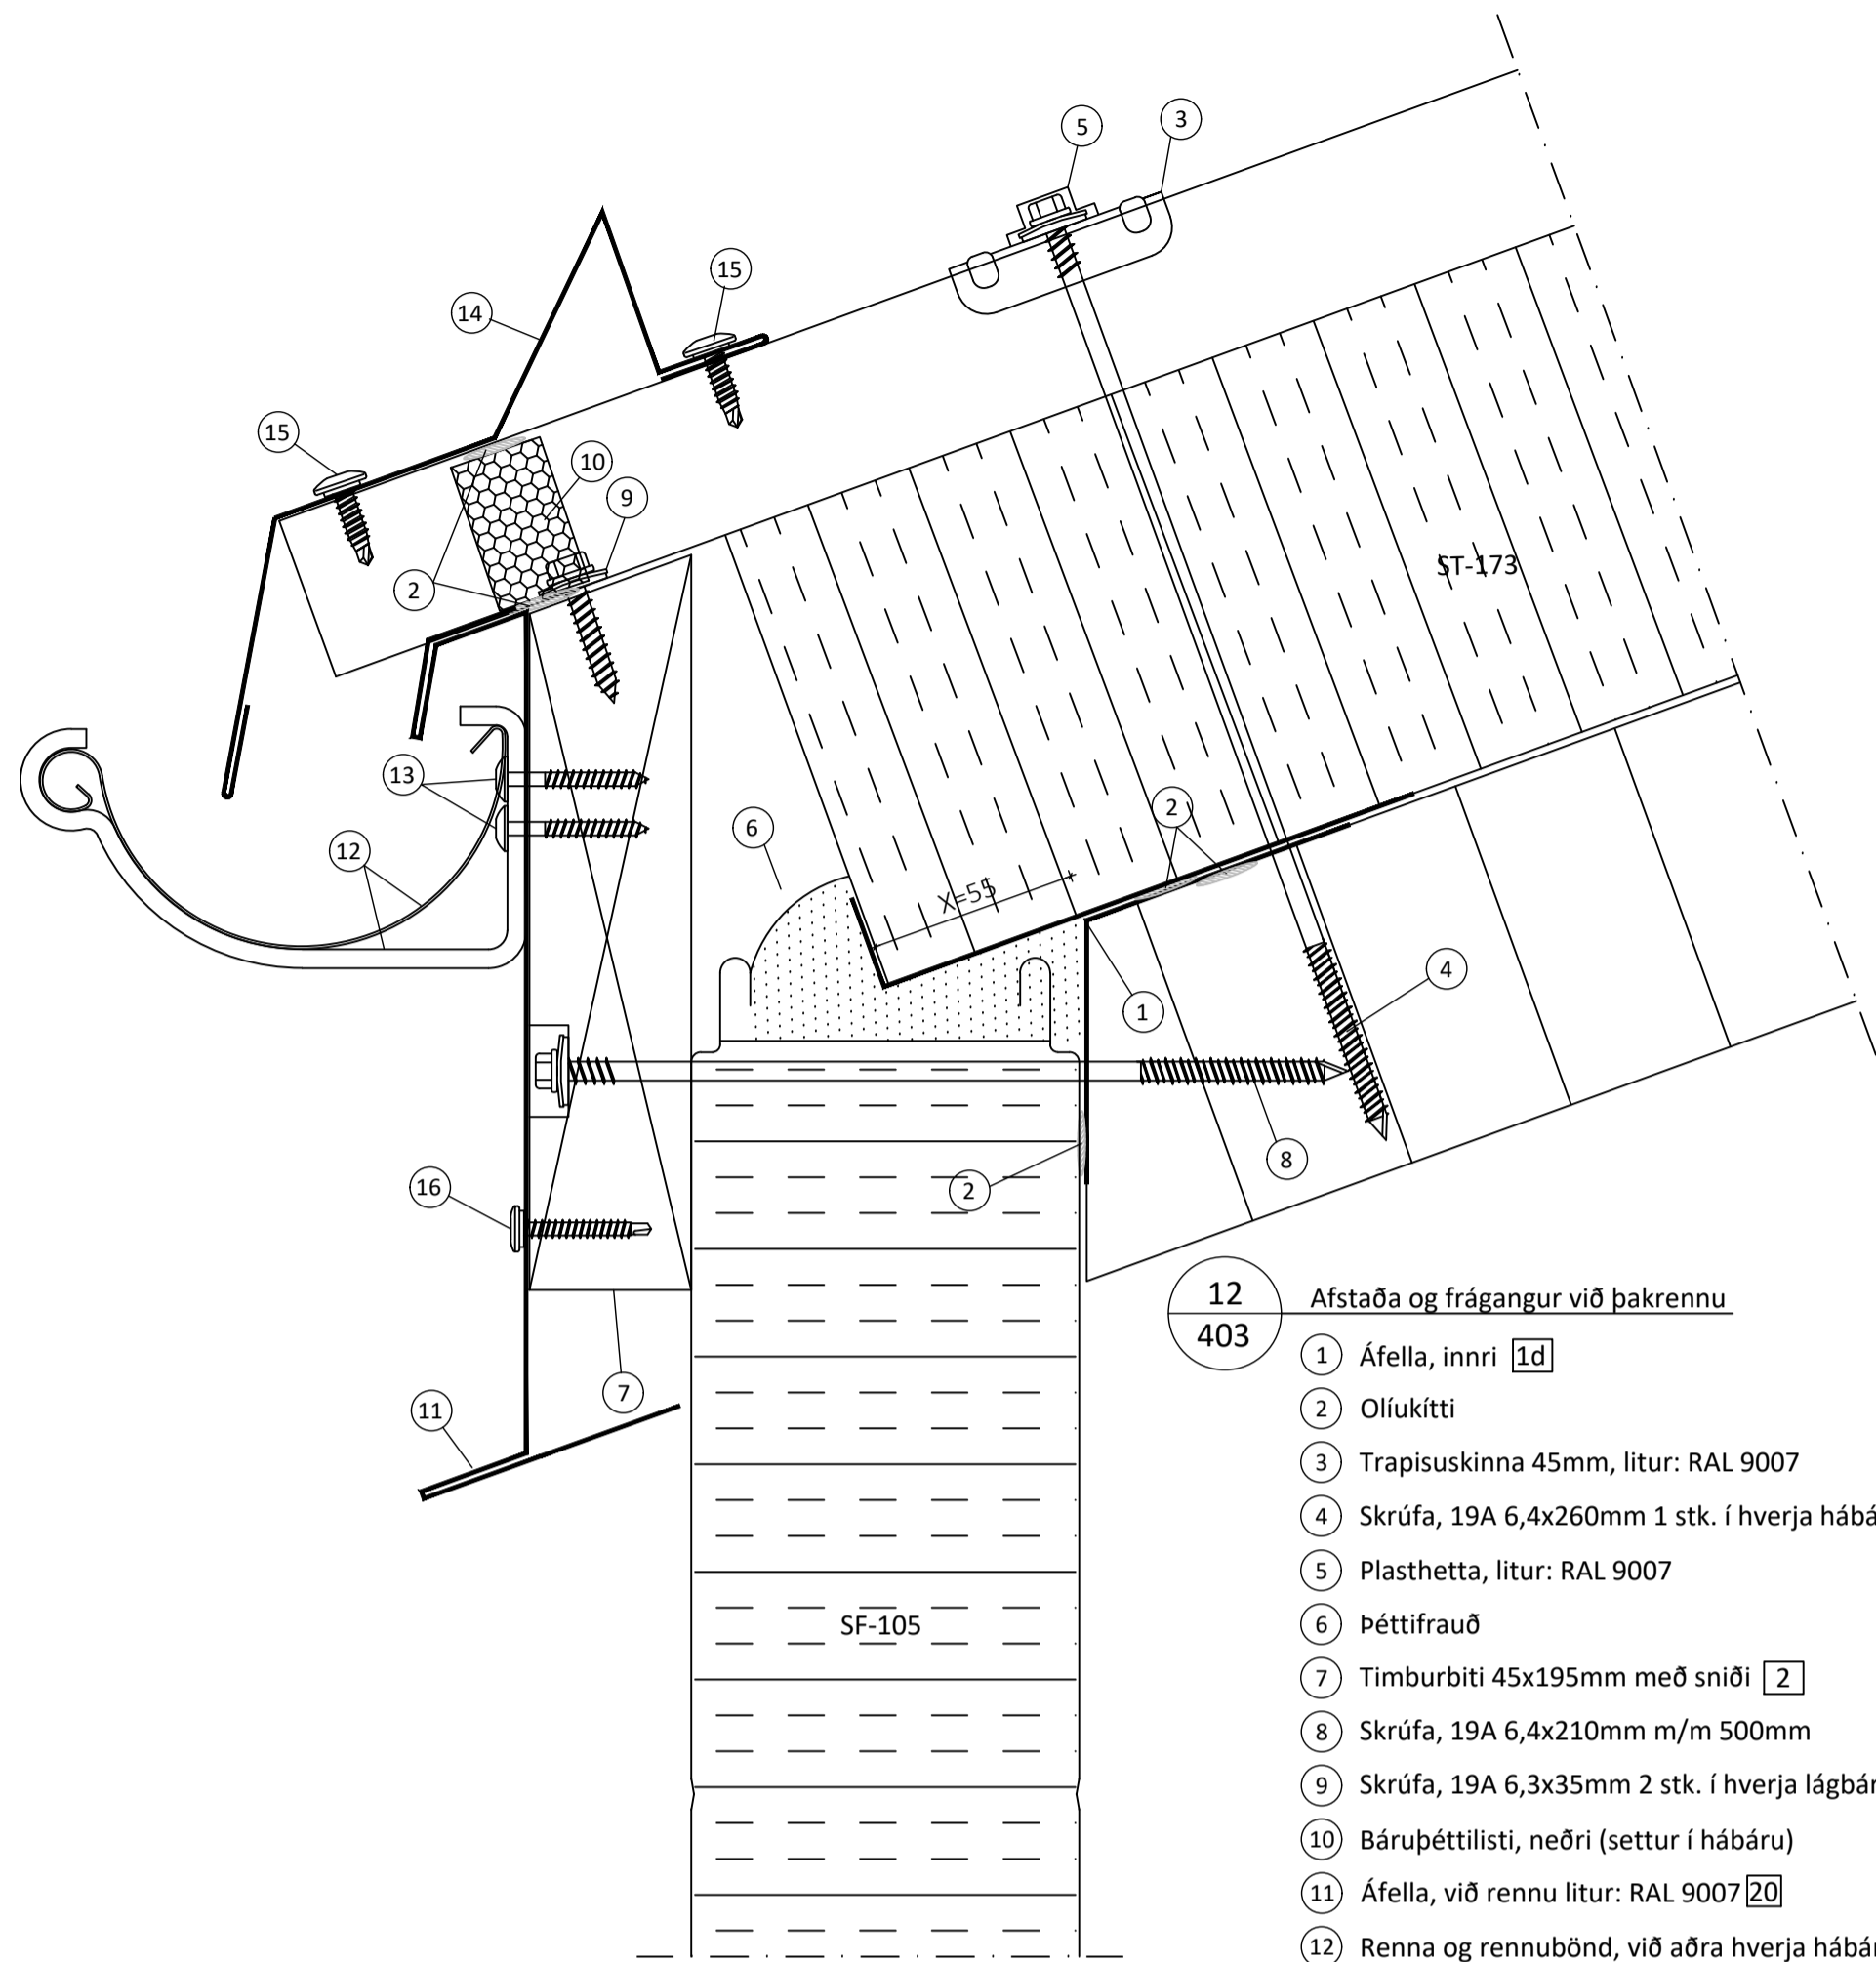 5
3
15
14
15
10
9
2
ST-173
13
6
2
12
X=55
4
1
8
16
2
7
11
SF-105
12
403
Afstaða og frágangur við þakrennu
1 Áfella, innri 1d
2 Olíukítti
3 Trapisuskinna 45mm, litur: RAL 9007
4 Skrúfa, 19A 6,4x260mm 1 stk. í hverja hábá
5 Plasthetta, litur: RAL 9007
6 Þéttifrauð
7 Timburbiti 45x195mm með sniði 2
8 Skrúfa, 19A 6,4x210mm m/m 500mm
9 Skrúfa, 19A 6,3x35mm 2 stk. í hverja lágbár
10 Báruþéttilisti, neðri (settur í hábáru)
11 Áfella, við rennu litur: RAL 9007 20
12 Renna og rennubönd, við aðra hverja hábár